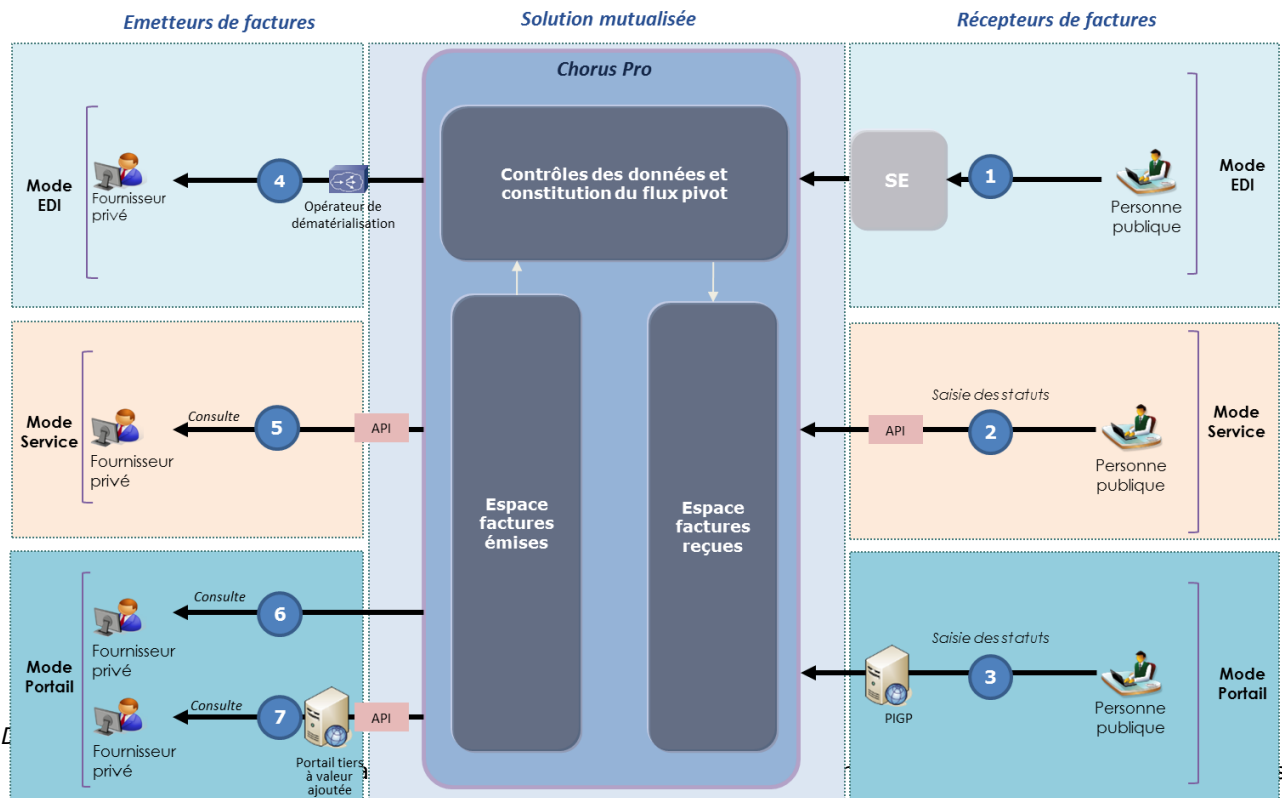 Emetteurs de factures
Solution mutualisée
Récepteurs de factures
Chorus Pro
Mode
EDI
Fournisseur
privé
4
Opérateur de
dématérialisation
Contrôles des données et
constitution du flux pivot
SE
1
Personne
publique
Mode
EDI
Mode
Service
Fournisseur
privé
Consulte
5
API
Espace
factures
émises
Espace
factures
reçues
API
Saisie des statuts
2
Personne
publique
Mode
Service
Mode
Portail
Fournisseur
privé
Consulte
6
Fournisseur
privé
Consulte
7
Portail tiers
à valeur
ajoutée
API
PIGP
Saisie des statuts
3
Personne
publique
Mode
Portail